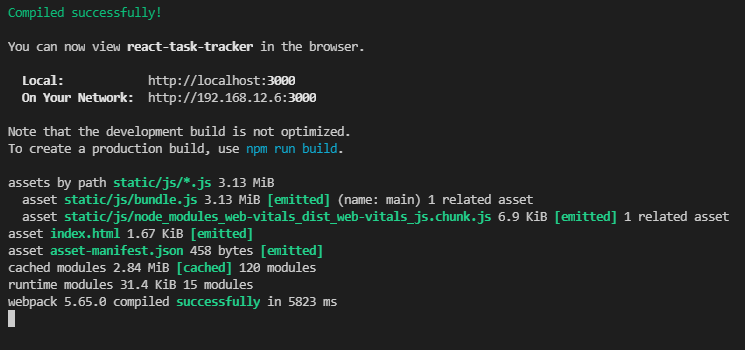 Compiled successfully!
You can now view react-task-tracker in the browser.
Local: http://localhost:3000
On Your Network: http://192.168.12.6:3000
Note that the development build is not optimized.
To create a production build, use npm run build.
assets by path static/js/*.js 3.13 MiB
asset static/js/bundle.js 3.13 MiB [emitted] (name: main) 1 related asset
asset static/js/node_modules_web-vitals_dist_web-vitals_js.chunk.js 6.9 KiB [emitted] 1 related asset
asset index.html 1.67 KiB [emitted]
asset asset-manifest.json 458 bytes [emitted]
cached modules 2.84 MiB [cached] 120 modules
runtime modules 31.4 KiB 15 modules
webpack 5.65.0 compiled successfully in 5823 ms